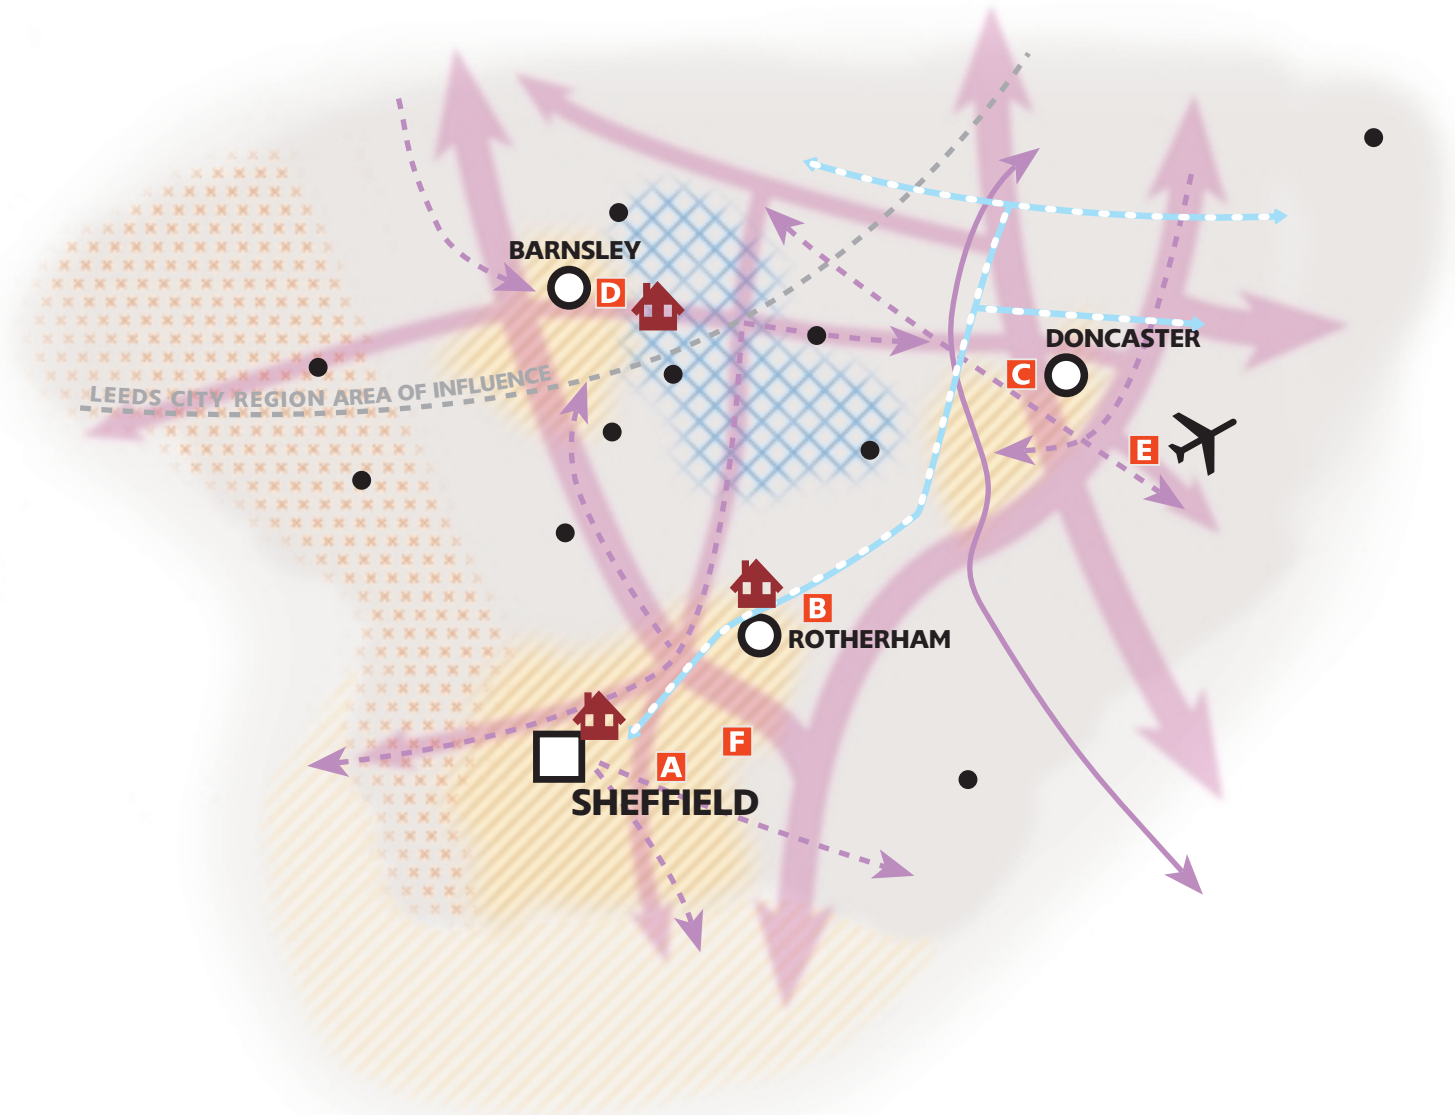 BARNSLEY
D
DONCASTER
C
LEEDS CITY REGION AREA OF INFLUENCE
E
B
ROTHERHAM
F
A
SHEFFIELD